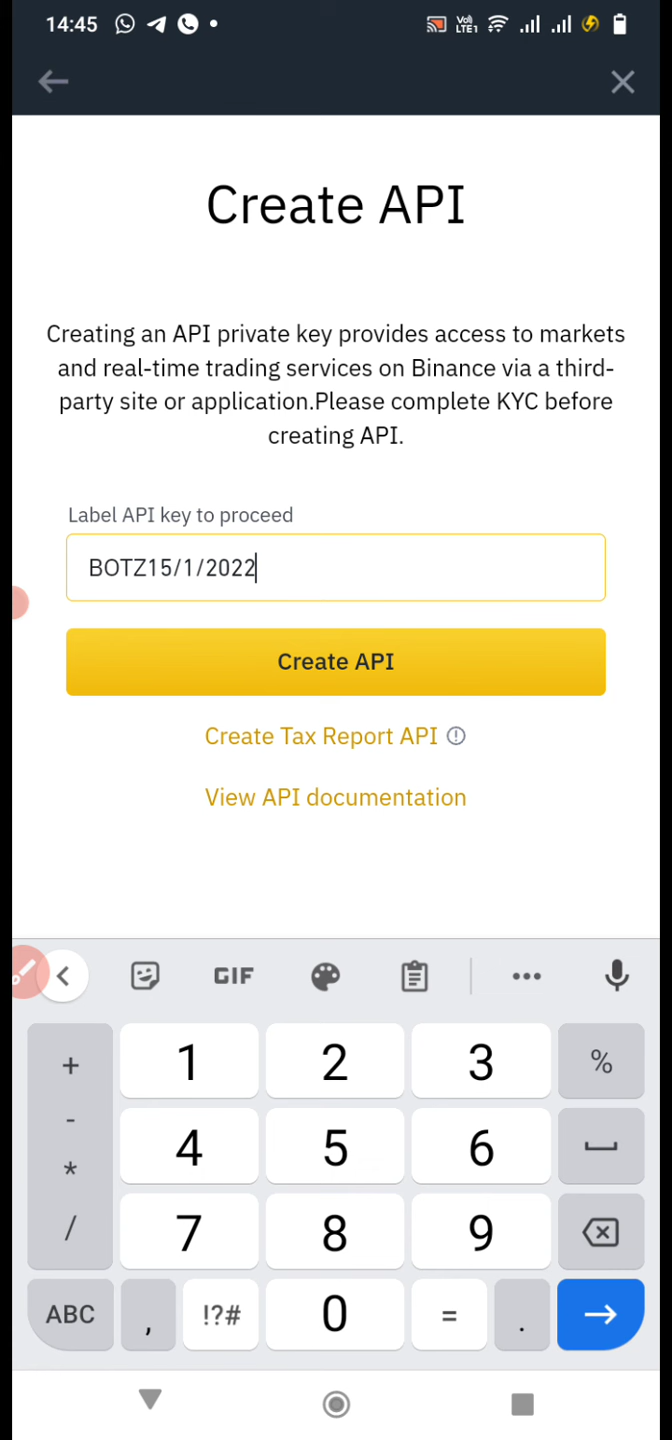 14:45
Vo)
LTE1
Create API
Creating an API private key provides access to markets
and real-time trading services on Binance via a third-
party site or application.Please complete KYC before
creating API.
Label API key to proceed
BOTZ15/1/2022
Create API
Create Tax Report API
View API documentation
GIF
+ 1 2 3 %
- 4 5 6
*
/ 7 8 9
ABC , !?# 0 = .